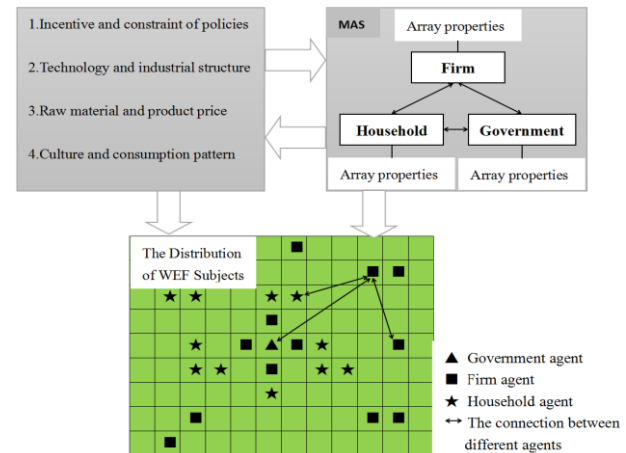 1.Incentive and constraint of policies
2.Technology and industrial structure
3.Raw material and product price
4.Culture and consumption pattern
MAS
Array properties
Firm
Household
Government
Array properties
Array properties
The Distribution
of WEF Subjects
Government agent
Firm agent
Household agent
The connection between
different agents